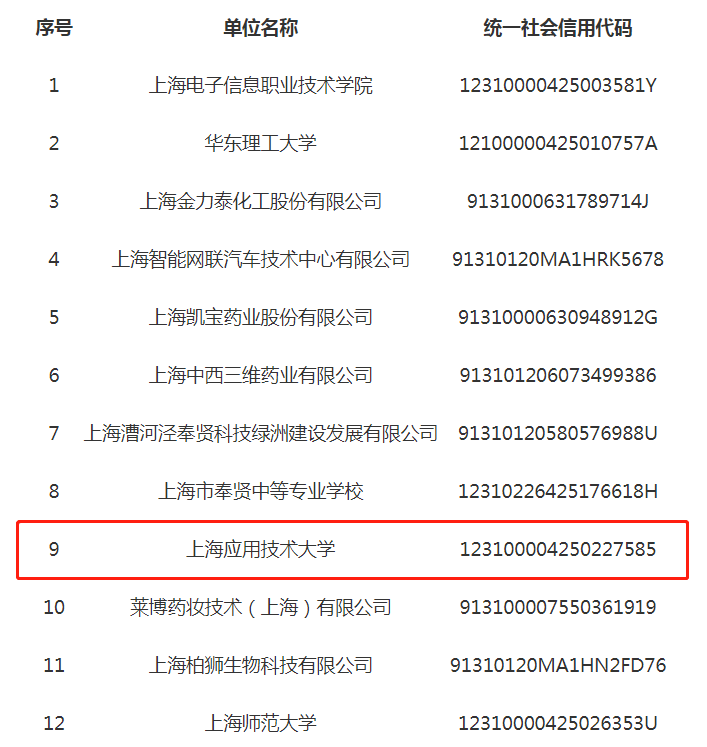 序号 单位名称 统一社会信用代码
1 上海电子信息职业技术学院 12310000425003581Y
2 华东理工大学 12100000425010757A
3 上海金力泰化工股份有限公司 9131000631789714J
4 上海智能网联汽车技术中心有限公司 91310120MA1HRK5678
5 上海凯宝药业股份有限公司 91310000630948912G
6 上海中西三维药业有限公司 913101206073499386
7 上海漕河泾奉贤科技绿洲建设发展有限公司 91310120580576988U
8 上海市奉贤中等专业学校 12310226425176618H
9 上海应用技术大学 123100004250227585
10 莱博药妆技术（上海）有限公司 913100007550361919
11 上海柏狮生物科技有限公司 91310120MA1HN2FD76
12 上海师范大学 12310000425026353U